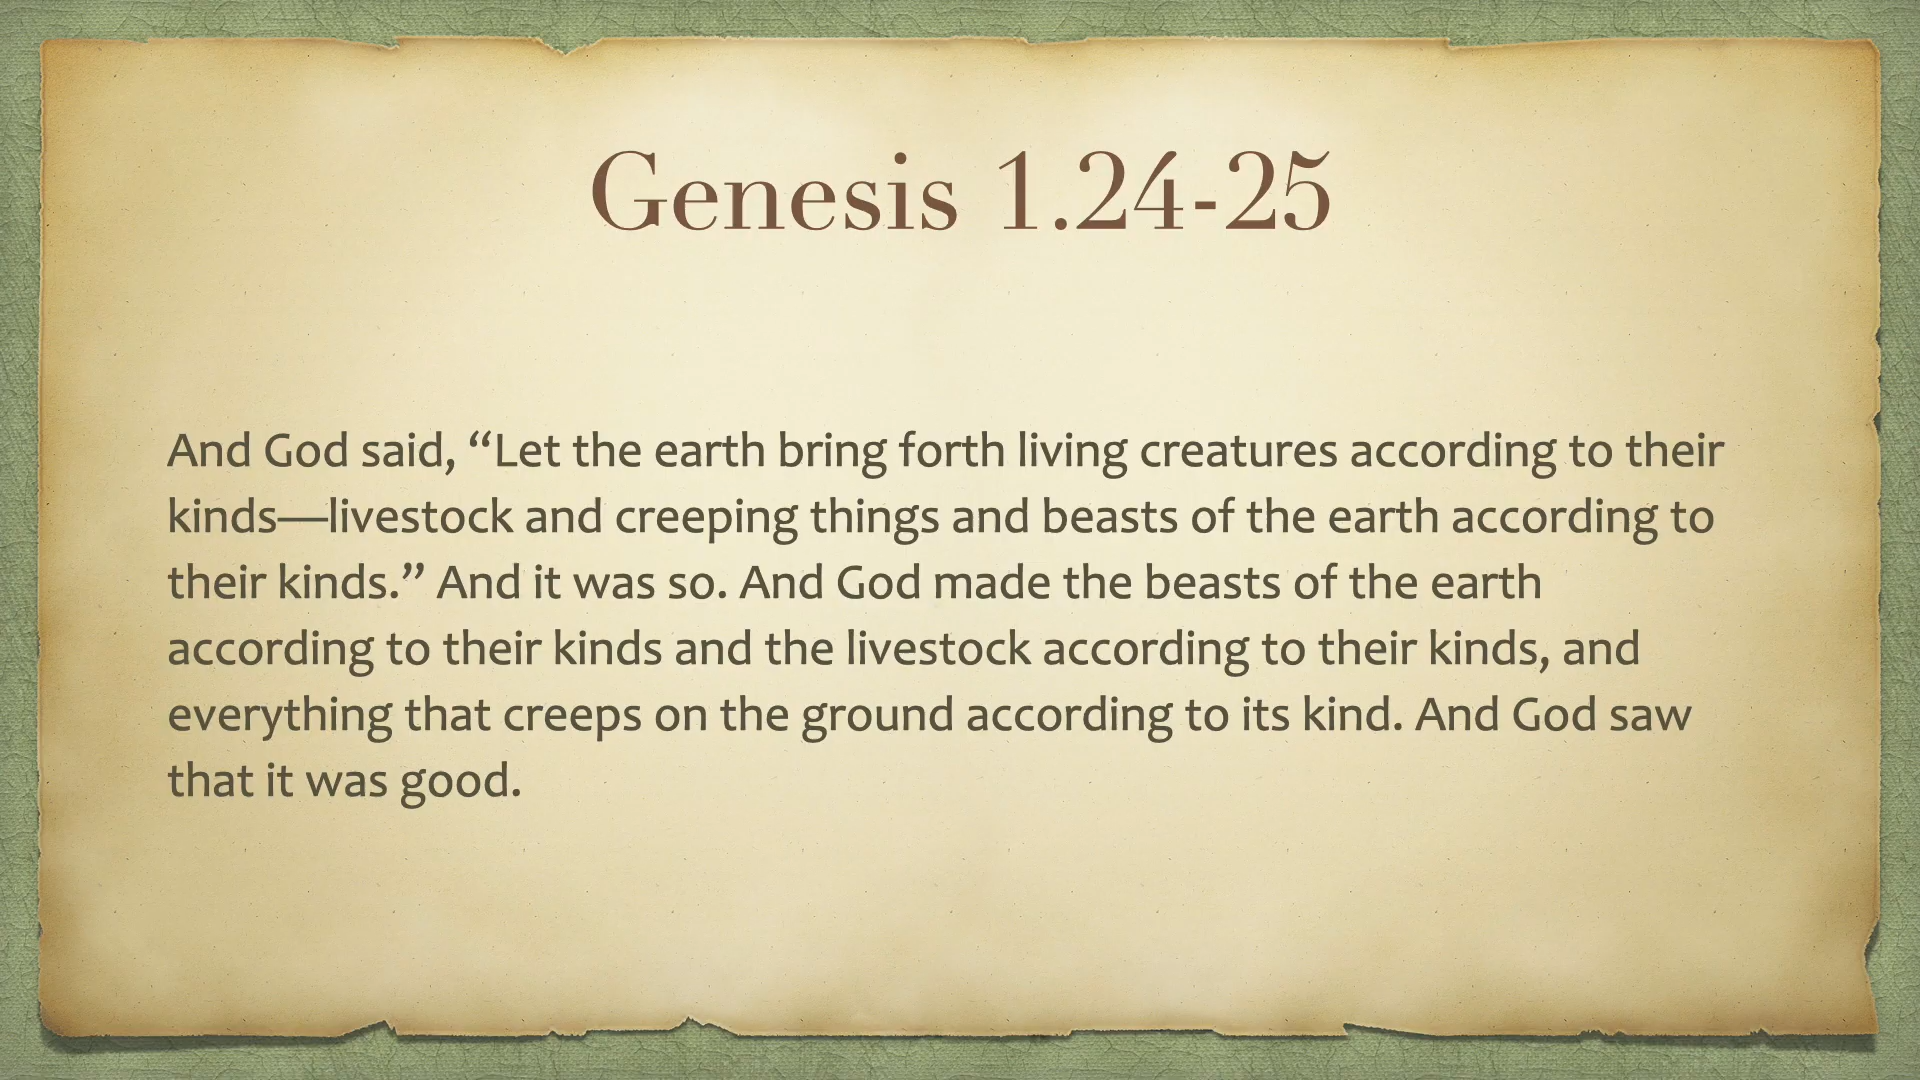 Genesis 1.24-25
And God said, “Let the earth bring forth living creatures according to their
kinds—livestock and creeping things and beasts of the earth according to
their kinds.” And it was so. And God made the beasts of the earth
according to their kinds and the livestock according to their kinds, and
everything that creeps on the ground according to its kind. And God saw
that it was good.